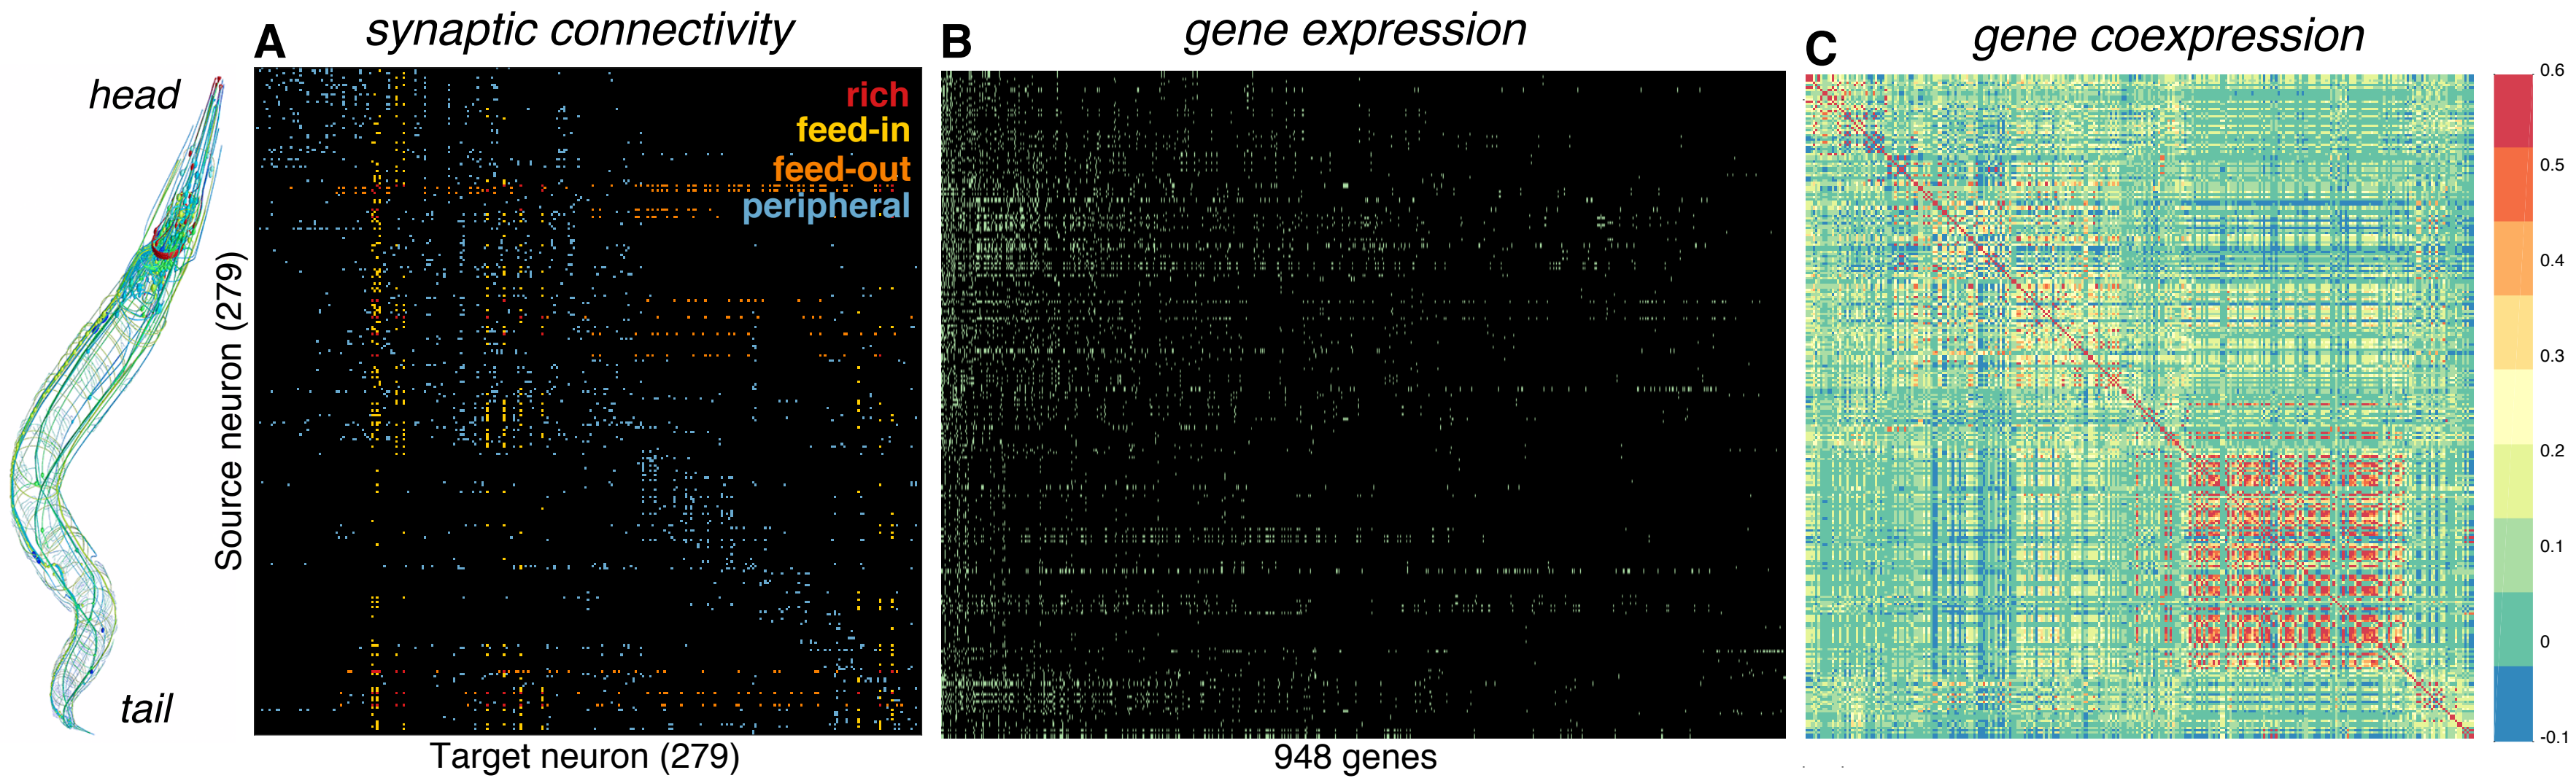 A
synaptic connectivity
B
gene expression
C
gene coexpression
head
tail
Source neuron (279)
rich
feed-in
feed-out
peripheral
Target neuron (279)
948 genes
0.6
0.5
0.4
0.3
0.2
0.1
0
-0.1